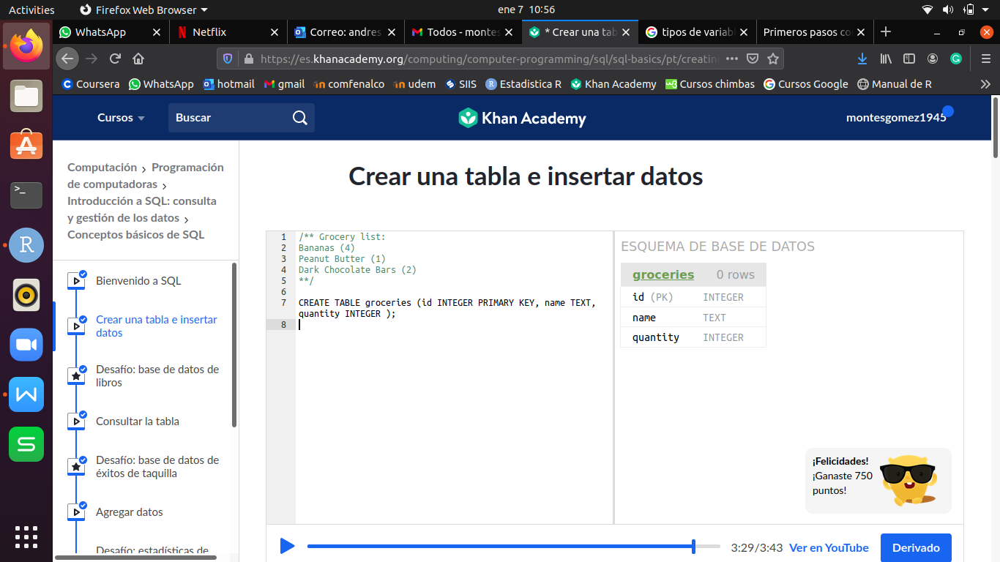 Activities
Firefox Web Browser
ene 7 10:56
WhatsApp
Netflix
Correo: andres
Todos - montes
* Crear una tab
tipos de variab
Primeros pasos co
https://es.khanacademy.org/computing/computer-programming/sql/sql-basics/pt/creatin
Coursera
WhatsApp
hotmail
gmail
comfenalco
udem
SIIS
Estadistica R
Khan Academy
Cursos chimbas
Cursos Google
Manual de R
Cursos
Buscar
Khan Academy
montesgomez1945
Computación
Programación
de computadoras
Introducción a SQL: consulta
y gestión de los datos
Conceptos básicos de SQL
Bienvenido a SQL
Crear una tabla e insertar
datos
Desafío: base de datos de
libros
Consultar la tabla
Desafío: base de datos de
éxitos de taquilla
Agregar datos
Desafío: estadísticas de
Crear una tabla e insertar datos
1 /** Grocery list:
2 Bananas (4)
3 Peanut Butter (1)
4 Dark Chocolate Bars (2)
5 **/
6
7 CREATE TABLE groceries (id INTEGER PRIMARY KEY, name TEXT,
quantity INTEGER );
8
ESQUEMA DE BASE DE DATOS
groceries 0 rows
id (PK) INTEGER
name TEXT
quantity INTEGER
¡Felicidades!
¡Ganaste 750
puntos!
3:29/3:43
Ver en YouTube
Derivado